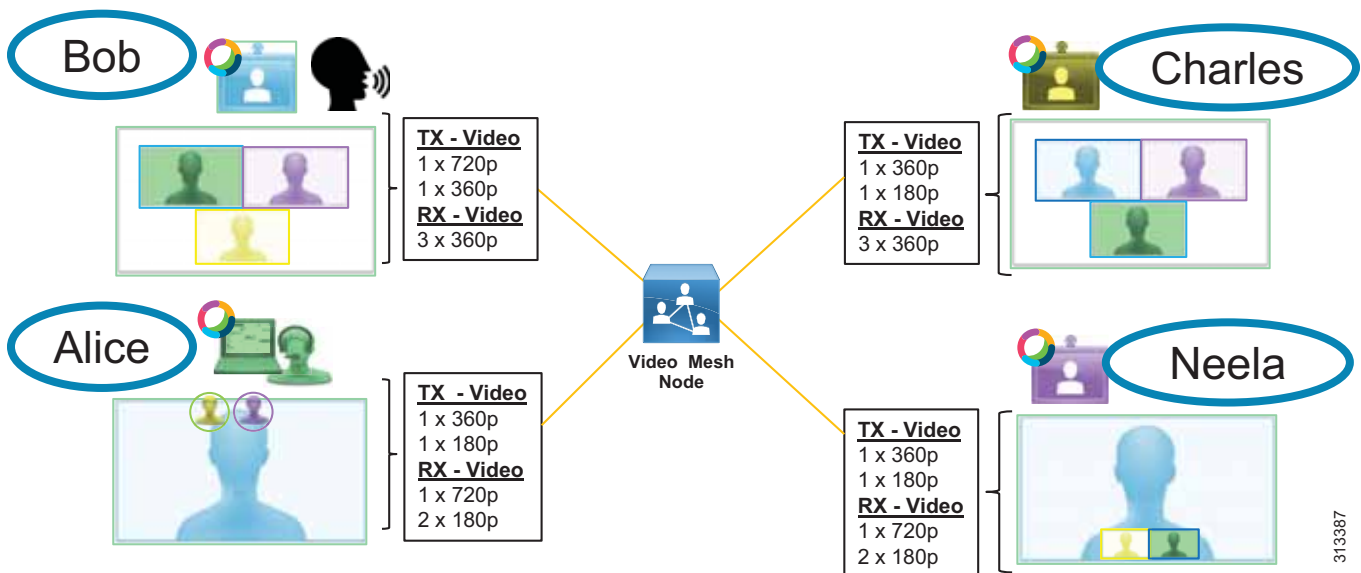 Bob
TX - Video
1 x 720p
1 x 360p
RX - Video
3 x 360p
Charles
TX - Video
1 x 360p
1 x 180p
RX - Video
3 x 360p
Video Mesh
Node
Alice
TX - Video
1 x 360p
1 x 180p
RX - Video
1 x 720p
2 x 180p
Neela
TX - Video
1 x 360p
1 x 180p
RX - Video
1 x 720p
2 x 180p
313387